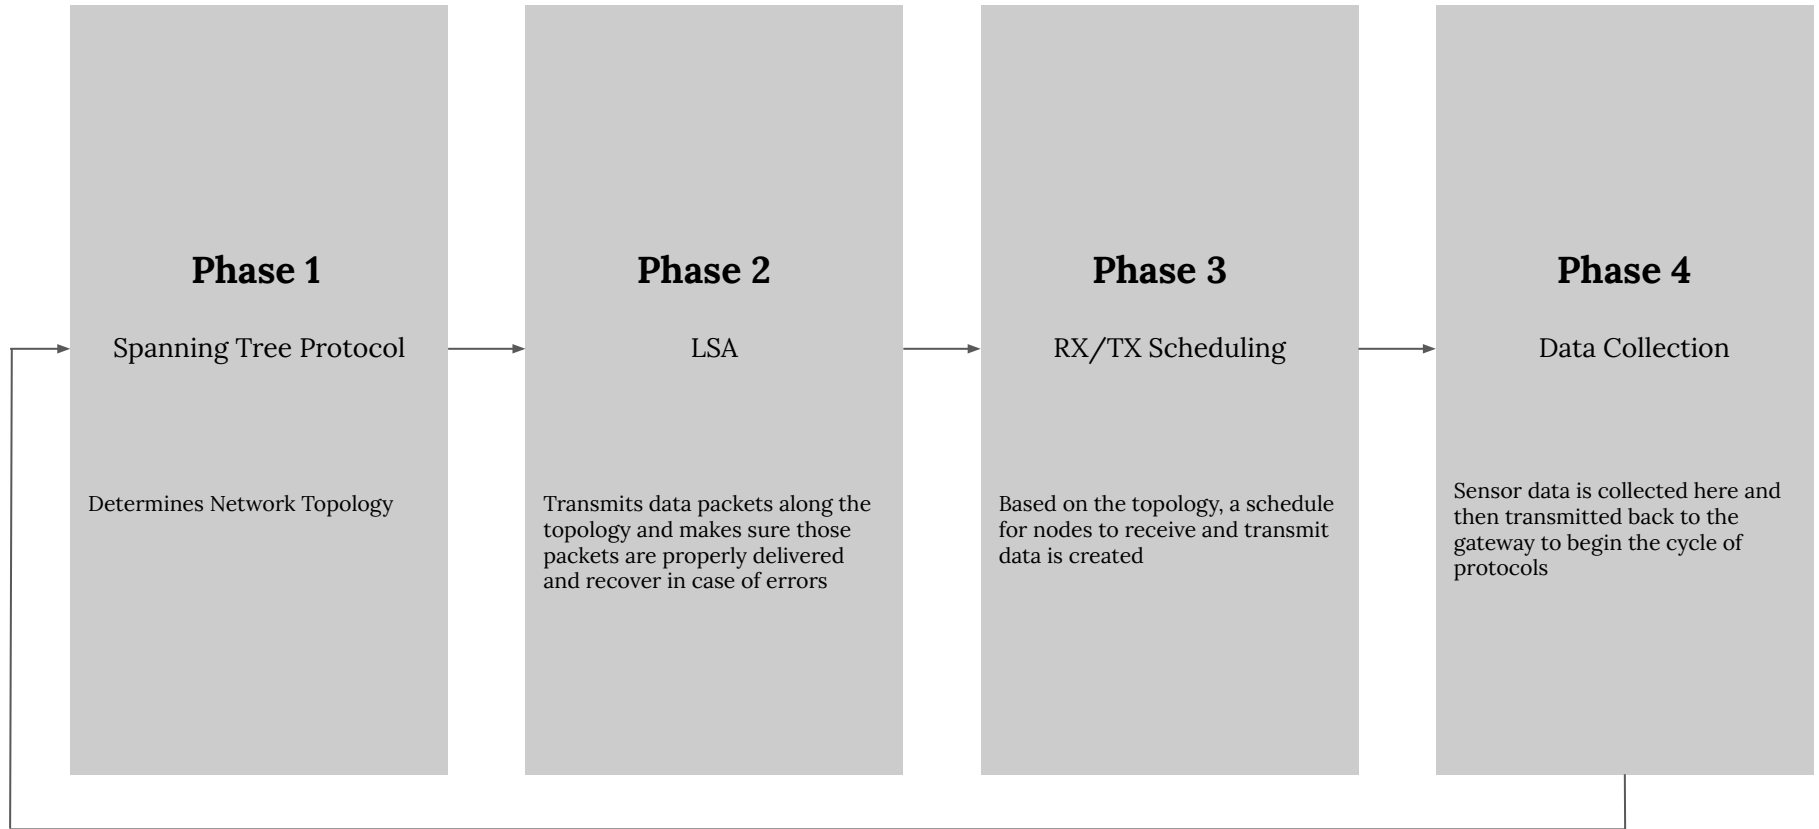 Phase 1
Spanning Tree Protocol
Determines Network Topology
Phase 2
LSA
Transmits data packets along the
topology and makes sure those
packets are properly delivered
and recover in case of errors
Phase 3
RX/TX Scheduling
Based on the topology, a schedule
for nodes to receive and transmit
data is created
Phase 4
Data Collection
Sensor data is collected here and
then transmitted back to the
gateway to begin the cycle of
protocols